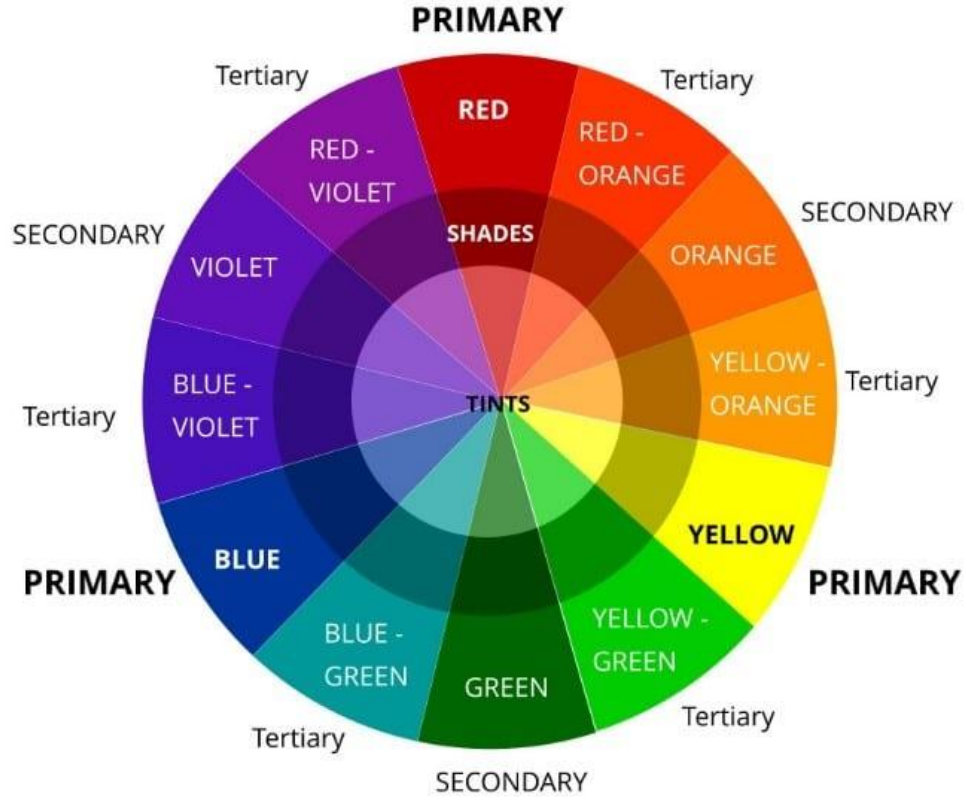 PRIMARY
Tertiary
Tertiary
RED
RED -
ORANGE
RED -
VIOLET
SECONDARY
SECONDARY
SHADES
ORANGE
VIOLET
YELLOW -
ORANGE
Tertiary
BLUE -
VIOLET
Tertiary
TINTS
YELLOW
BLUE
PRIMARY
PRIMARY
YELLOW -
GREEN
BLUE -
GREEN
GREEN
Tertiary
Tertiary
SECONDARY